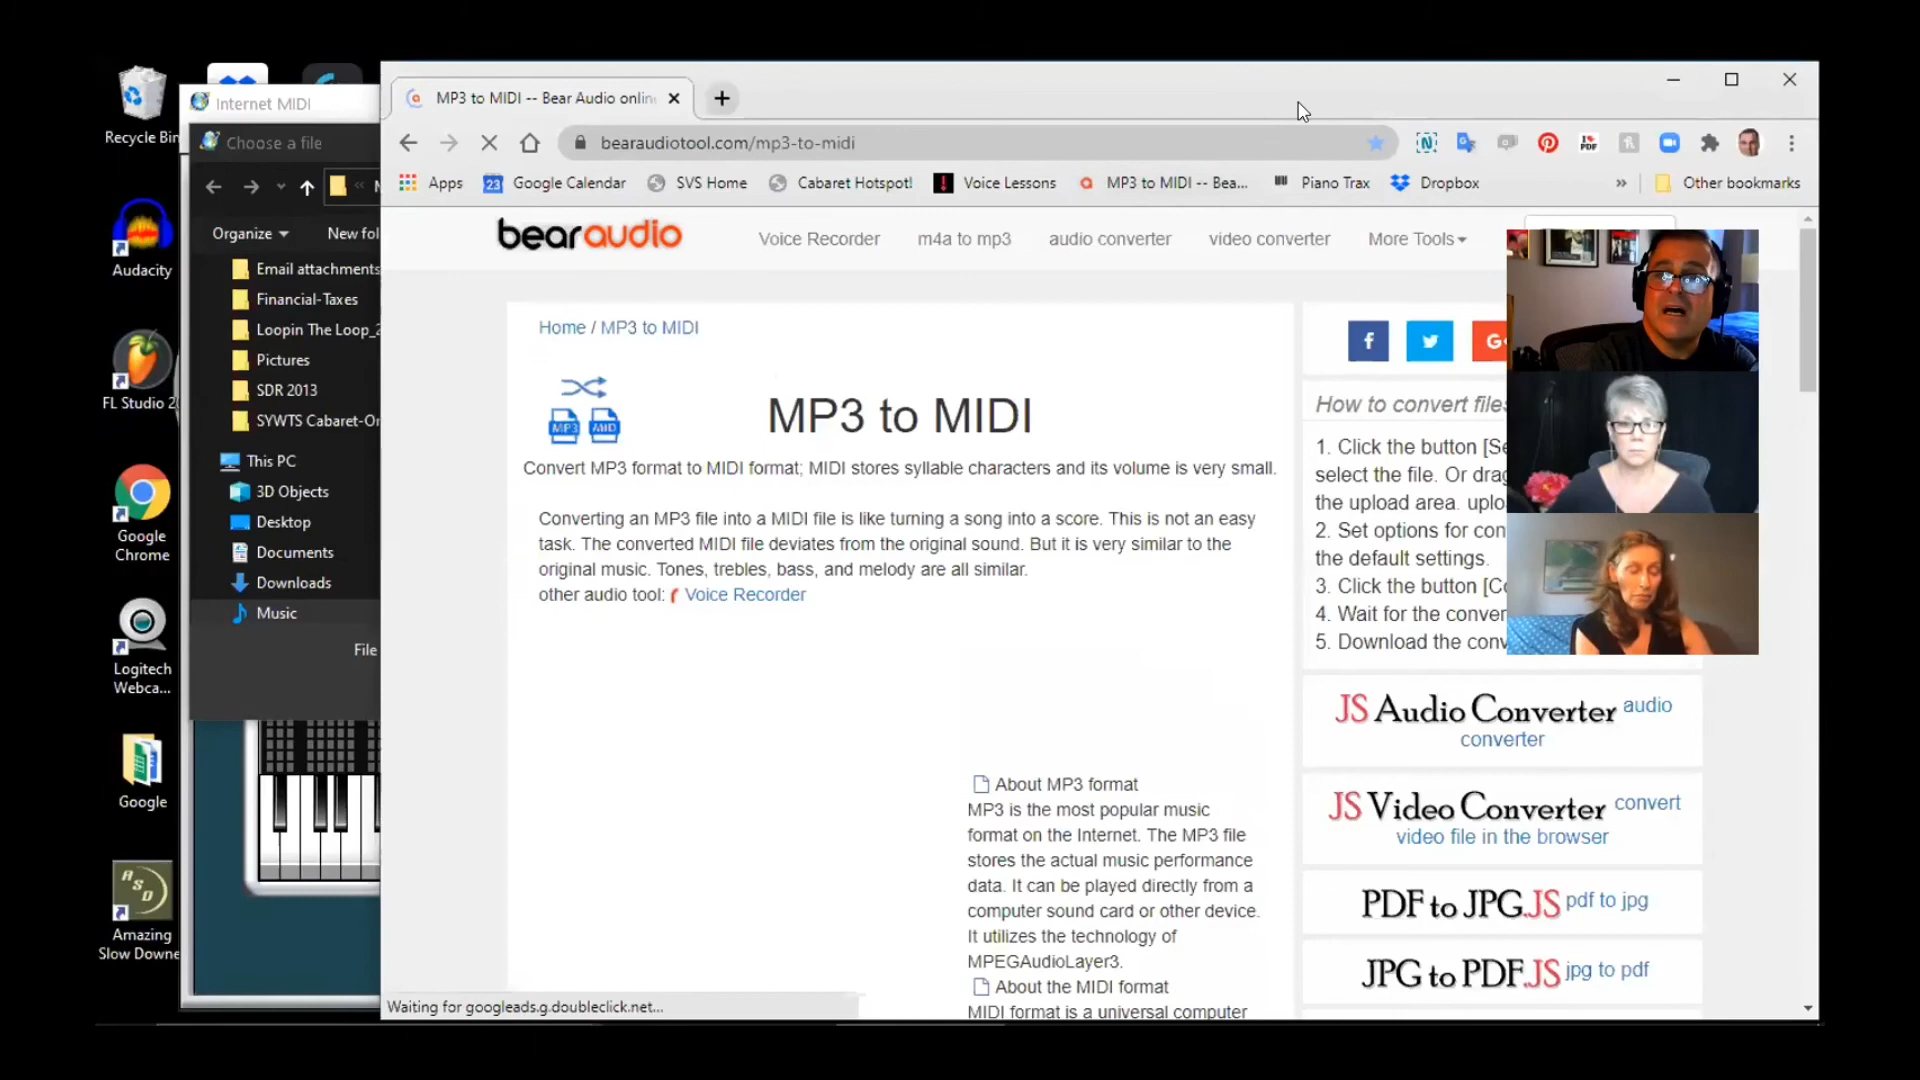 Recycle Bin
Audacity
FL Studio 2
Google
Chrome
Logitech
Webca...
Google
Amazing
Slow Downe
Internet MIDI
Choose a file
Organize
New fol
Email attachments
Financial-Taxes
Loopin The Loop_2
Pictures
SDR 2013
SYWTS Cabaret-On
This PC
3D Objects
Desktop
Documents
Downloads
Music
File
MP3 to MIDI -- Bear Audio onlin
bearaudiotool.com/mp3-to-midi
Apps
23
Google Calendar
SVS Home
Cabaret Hotspot!
Voice Lessons
MP3 to MIDI -- Bea...
Piano Trax
Dropbox
»
Other bookmarks
bearaudio
Voice Recorder
m4a to mp3
audio converter
video converter
More Tools
Home / MP3 to MIDI
MP3
MID
MP3 to MIDI
Convert MP3 format to MIDI format; MIDI stores syllable characters and its volume is very small.
Converting an MP3 file into a MIDI file is like turning a song into a score. This is not an easy
task. The converted MIDI file deviates from the original sound. But it is very similar to the
original music. Tones, trebles, bass, and melody are all similar.
other audio tool: Voice Recorder
About MP3 format
MP3 is the most popular music
format on the Internet. The MP3 file
stores the actual music performance
data. It can be played directly from a
computer sound card or other device.
It utilizes the technology of
MPEGAudioLayer3.
About the MIDI format
MIDI format is a universal computer
How to convert files
1. Click the button [Se
select the file. Or drag
the upload area. uplo
2. Set options for con
the default settings.
3. Click the button [Co
4. Wait for the conver
5. Download the conv
JS Audio Converter audio
converter
JS Video Converter convert
video file in the browser
PDF to JPG.JS pdf to jpg
JPG to PDF.JS jpg to pdf
Waiting for googleads.g.doubleclick.net...